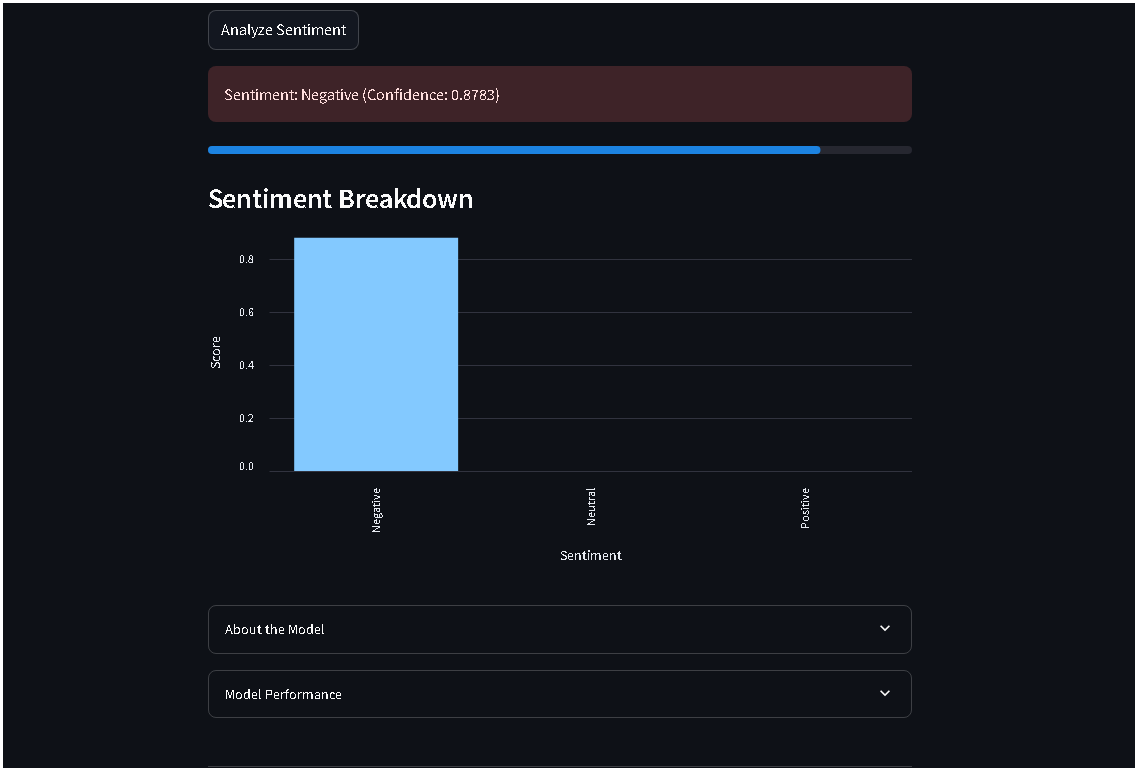 Analyze Sentiment
Sentiment: Negative (Confidence: 0.8783)
Sentiment Breakdown
0.8
0.6
0.4
0.2
0.0
Score
Negative
Neutral
Positive
Sentiment
About the Model
Model Performance